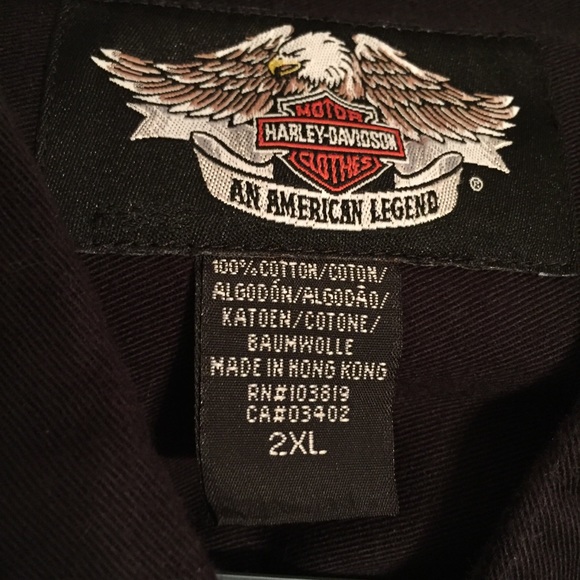 MOTOR
HARLEY-DAVIDSON
CLOTHES
AN AMERICAN LEGEND
®
100% COTTON/COTON/
ALGODÓN/ALGODÃO/
KATOEN/COTONE/
BAUMWOLLE
MADE IN HONG KONG
RN#103819
CA#03402
2XL